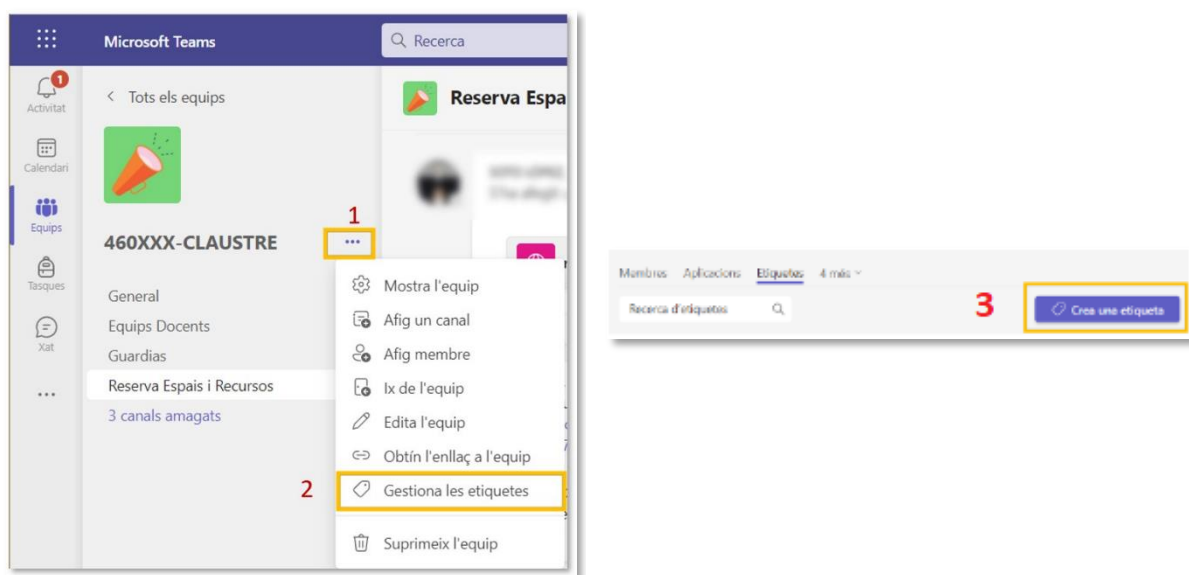 Microsoft Teams
Recerca
1
Activitat
Calendari
Equips
Tasques
Xat
Tots els equips
460XXX-CLAUSTRE
1
General
Equips Docents
Guardias
Reserva Espais i Recursos
3 canals amagats
Reserva Espa
Mostra l'equip
Afig un canal
Afig membre
Ix de l'equip
Edita l'equip
Obtín l'enllaç a l'equip
2
Gestiona les etiquetes
Suprimeix l'equip
Membres Aplicacions Etiquetes 4 més
Recerca d'etiquetes
3
Crea una etiqueta